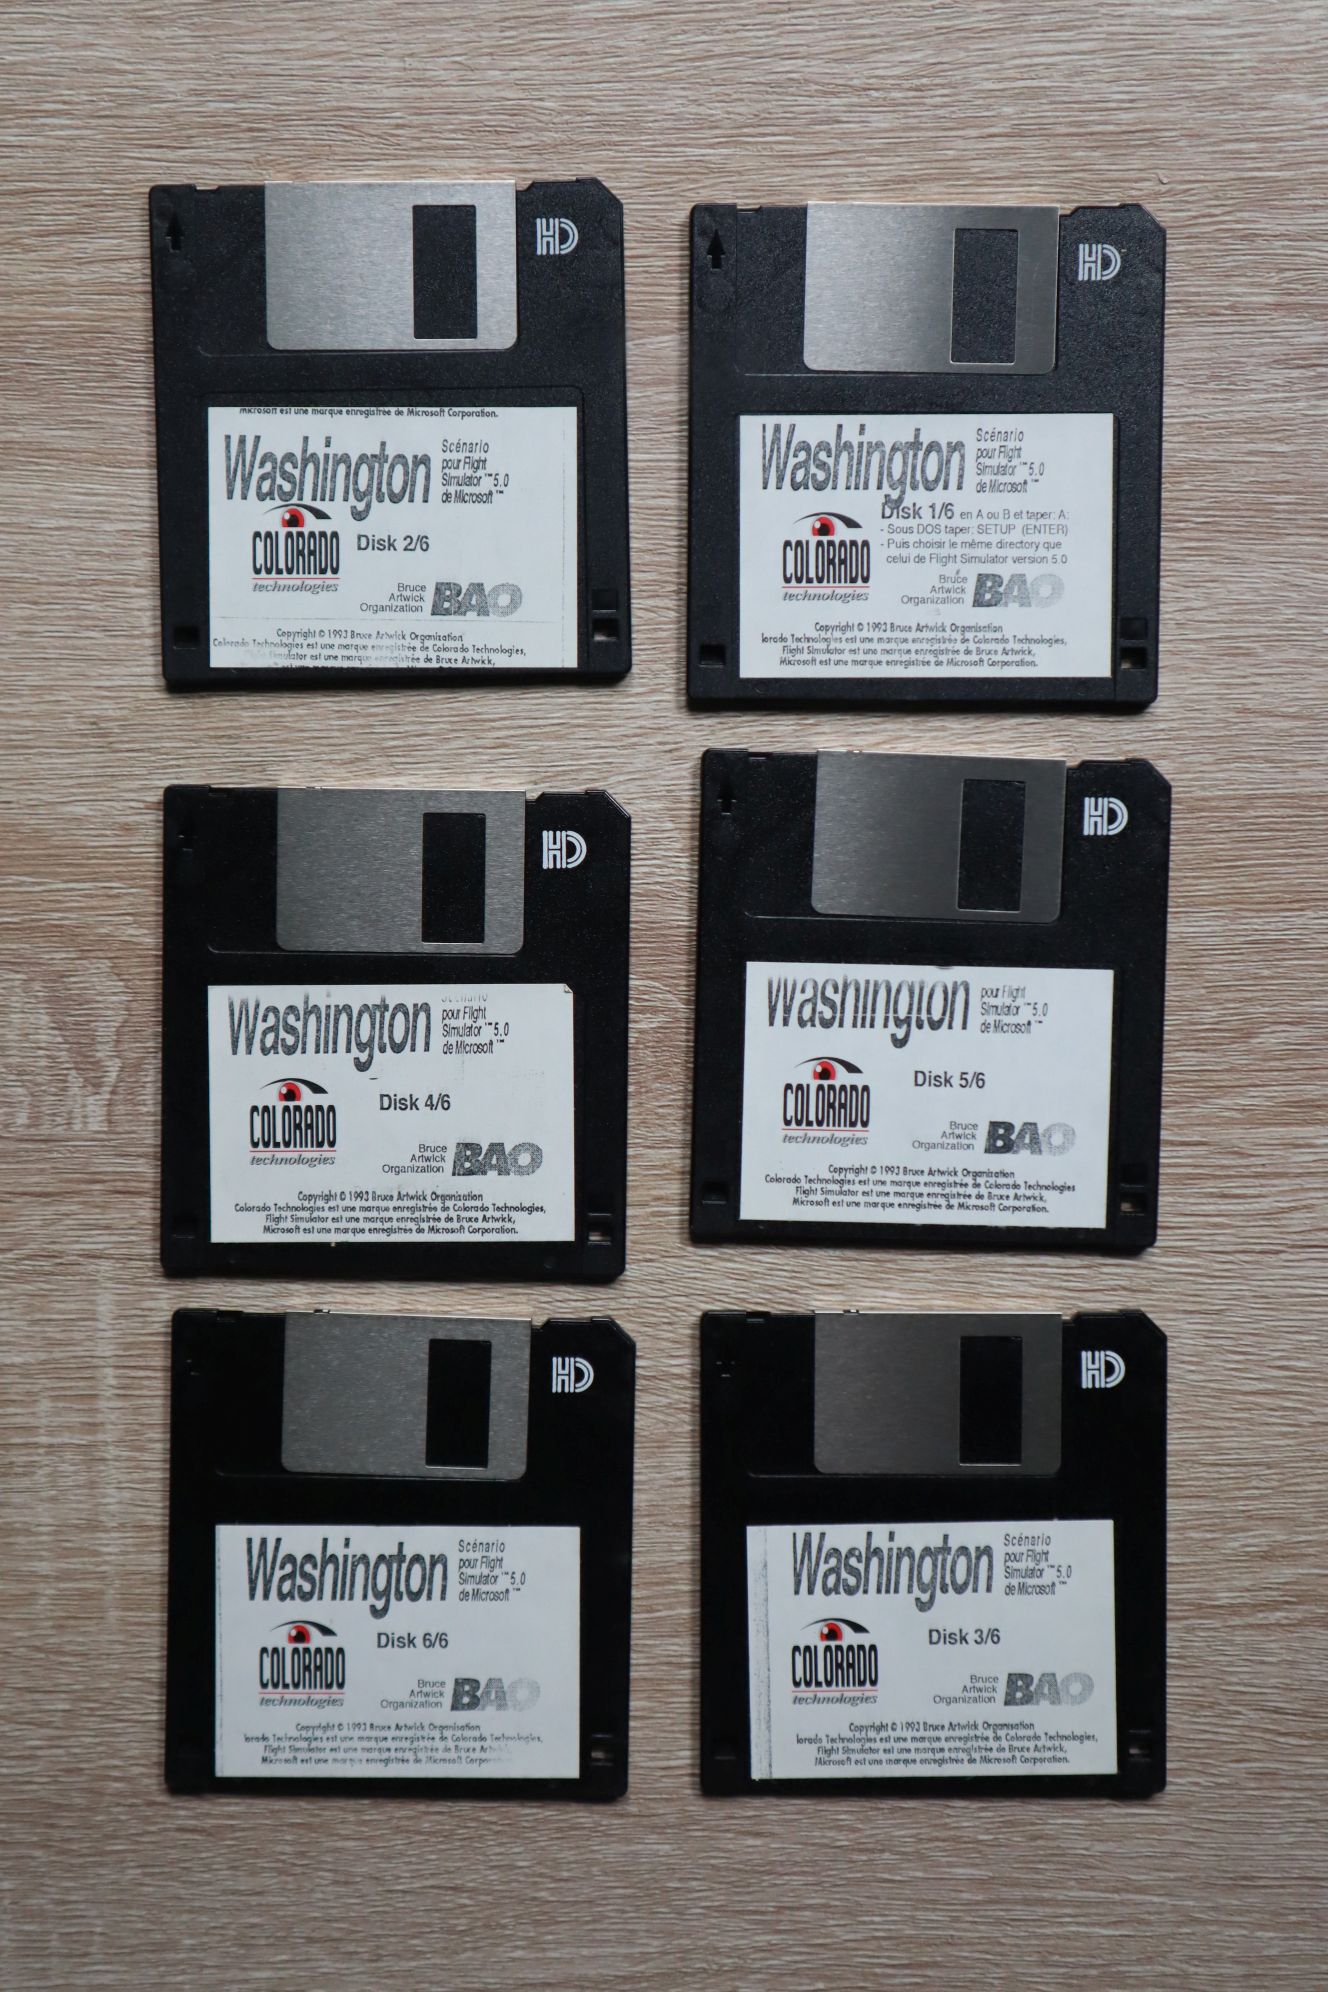 HD
Microsoft est une marque enregistrée de Microsoft Corporation.
Washington
Scénario
pour Flight
Simulator™5.0
de Microsoft™
COLORADO
technologies
Disk 2/6
Bruce
Artwick
Organization
BAO
Copyright © 1993 Bruce Artwick Organisation
Colorado Technologies est une marque enregistrée de Colorado Technologies,
Flight Simulator est une marque enregistrée de Bruce Artwick,
HD
Washington
Scénario
pour Flight
Simulator™5.0
de Microsoft™
Disk 1/6 en A ou B et taper: A:
- Sous DOS taper: SETUP (ENTER)
- Puis choisir le même directory que
celui de Flight Simulator version 5.0
COLORADO
technologies
Bruce
Artwick
Organization
BAO
Copyright © 1993 Bruce Artwick Organisation
lorado Technologies est une marque enregistrée de Colorado Technologies,
Flight Simulator est une marque enregistrée de Bruce Artwick,
Microsoft est une marque enregistrée de Microsoft Corporation.
HD
Washington
Scénario
pour Flight
Simulator™5.0
de Microsoft™
COLORADO
technologies
Disk 4/6
Bruce
Artwick
Organization
BAO
Copyright © 1993 Bruce Artwick Organisation
Colorado Technologies est une marque enregistrée de Colorado Technologies,
Flight Simulator est une marque enregistrée de Bruce Artwick,
Microsoft est une marque enregistrée de Microsoft Corporation.
HD
Washington
pour Flight
Simulator™5.0
de Microsoft™
COLORADO
technologies
Disk 5/6
Bruce
Artwick
Organization
BAO
Copyright © 1993 Bruce Artwick Organisation
Colorado Technologies est une marque enregistrée de Colorado Technologies
Flight Simulator est une marque enregistrée de Bruce Artwick,
Microsoft est une marque enregistrée de Microsoft Corporation.
HD
Washington
Scénario
pour Flight
Simulator™5.0
de Microsoft™
COLORADO
technologies
Disk 6/6
Bruce
Artwick
Organization
BAO
Copyright © 1993 Bruce Artwick Organisation
lorado Technologies est une marque enregistrée de Colorado Technologies,
Flight Simulator est une marque enregistrée de Bruce
Microsoft est une marque enregistrée de Microsoft
HD
Washington
Scénario
pour Flight
Simulator™5.0
de Microsoft™
COLORADO
technologies
Disk 3/6
Bruce
Artwick
Organization
BAO
Copyright © 1993 Bruce Artwick Organisation
lorado Technologies est une marque enregistrée de Colorado Technologies,
Flight Simulator est une marque enregistrée de Bruce Artwick,
Microsoft est une marque enregistrée de Microsoft Corporation.